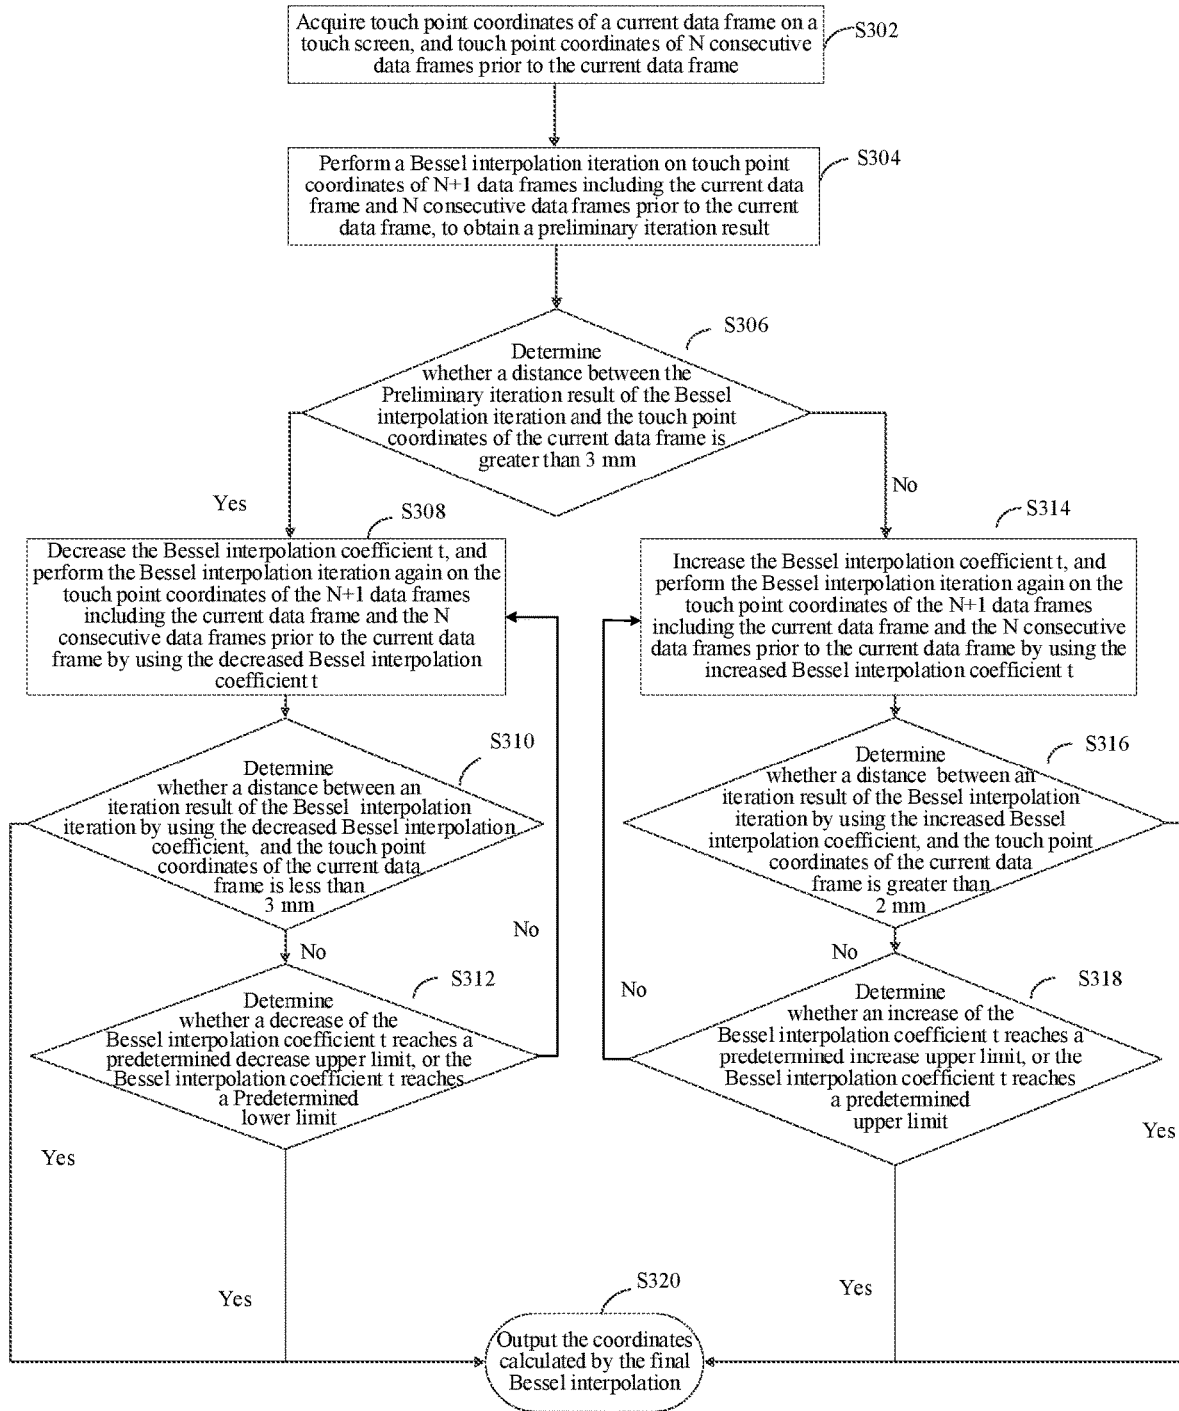 Acquire touch point coordinates of a current data frame on a
touch screen, and touch point coordinates of N consecutive
data frames prior to the current data frame
S302
Perform a Bessel interpolation iteration on touch point
coordinates of N+1 data frames including the current data
frame and N consecutive data frames prior to the current
data frame, to obtain a preliminary iteration result
S304
S306
Determine
whether a distance between the
Preliminary iteration result of the Bessel
interpolation iteration and the touch point
coordinates of the current data frame is
greater than 3 mm
Yes
No
S308
Decrease the Bessel interpolation coefficient t, and
perform the Bessel interpolation iteration again on the
touch point coordinates of the N+1 data frames
including the current data frame and the N
consecutive data frames prior to the current data
frame by using the decreased Bessel interpolation
coefficient t
S314
Increase the Bessel interpolation coefficient t, and
perform the Bessel interpolation iteration again on the
touch point coordinates of the N+1 data frames
including the current data frame and the N consecutive
data frames prior to the current data frame by using the
increased Bessel interpolation coefficient t
S310
Determine
whether a distance between an
iteration result of the Bessel interpolation
iteration by using the decreased Bessel interpolation
coefficient, and the touch point
coordinates of the current data
frame is less than
3 mm
No
S316
Determine
whether a distance between an
iteration result of the Bessel interpolation
iteration by using the increased Bessel
interpolation coefficient, and the touch point
coordinates of the current data
frame is greater than
2 mm
No
S312
Determine
whether a decrease of the
Bessel interpolation coefficient t reaches a
predetermined decrease upper limit, or the
Bessel interpolation coefficient t reaches
a Predetermined
lower limit
No
S318
Determine
whether an increase of the
Bessel interpolation coefficient t reaches a
predetermined increase upper limit, or the
Bessel interpolation coefficient t reaches
a predetermined
upper limit
No
Yes
Yes
Yes
Yes
S320
Output the coordinates
calculated by the final
Bessel interpolation